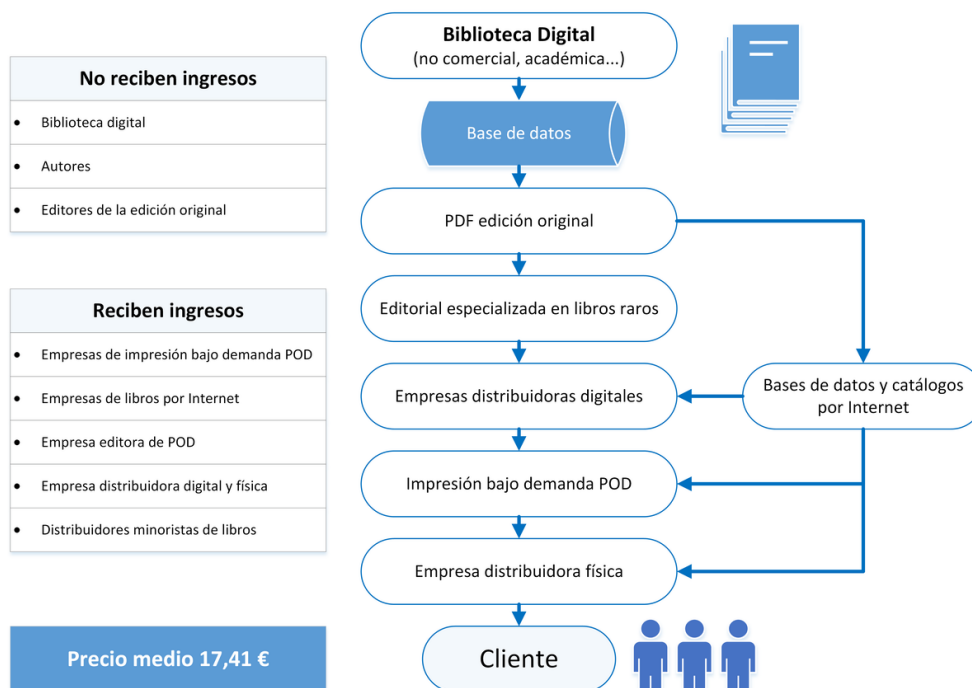 No reciben ingresos
• Biblioteca digital
• Autores
• Editores de la edición original
Reciben ingresos
• Empresas de impresión bajo demanda POD
• Empresas de libros por Internet
• Empresa editora de POD
• Empresa distribuidora digital y física
• Distribuidores minoristas de libros
Precio medio 17,41 €
Biblioteca Digital
(no comercial, académica...)
Base de datos
PDF edición original
Editorial especializada en libros raros
Empresas distribuidoras digitales
Impresión bajo demanda POD
Empresa distribuidora física
Cliente
Bases de datos y catálogos
por Internet